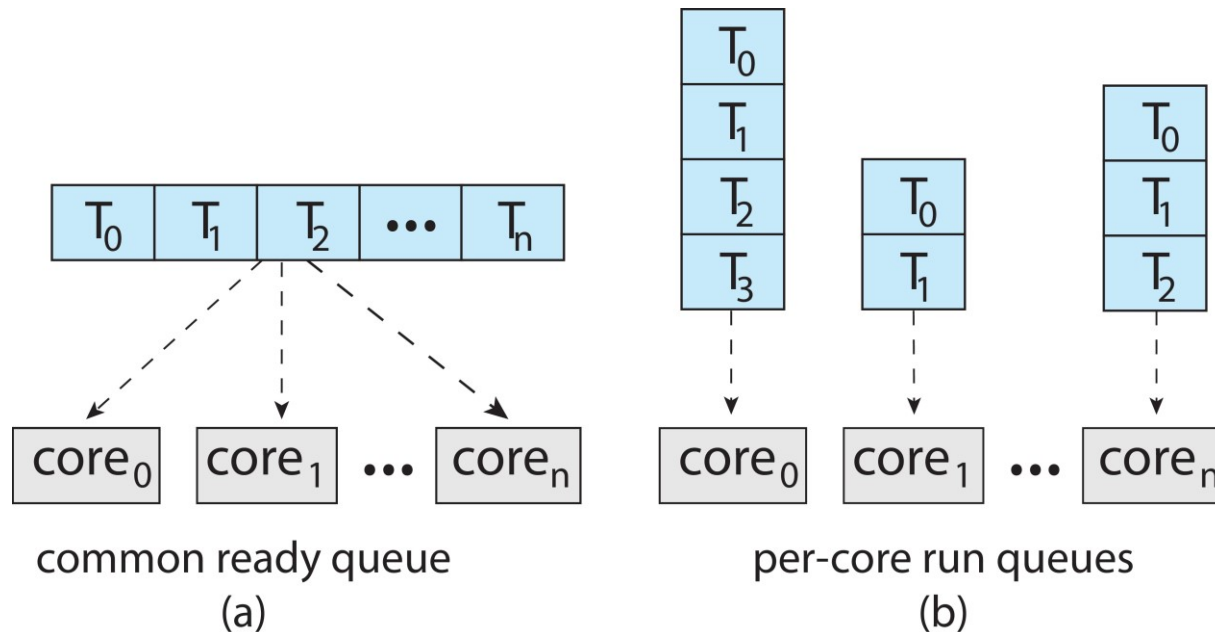 T₀ T₁ T₂ ••• Tₙ
core₀ core₁ ••• coreₙ
common ready queue
(a)
T₀
T₁
T₂
T₃
T₀
T₁
T₀
T₁
T₂
core₀ core₁ ••• coreₙ
per-core run queues
(b)